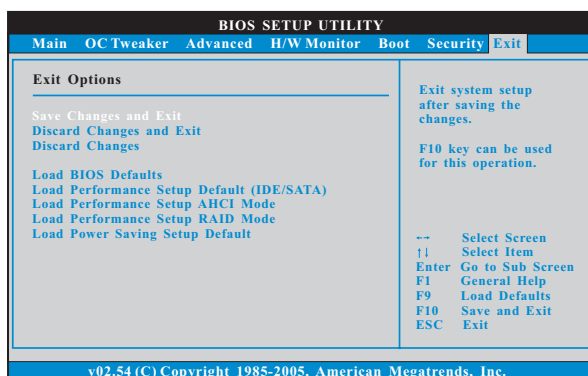 BIOS SETUP UTILITY
Main OC Tweaker Advanced H/W Monitor Boot Security Exit
Exit Options
Save Changes and Exit
Discard Changes and Exit
Discard Changes
Load BIOS Defaults
Load Performance Setup Default (IDE/SATA)
Load Performance Setup AHCI Mode
Load Performance Setup RAID Mode
Load Power Saving Setup Default
Exit system setup
after saving the
changes.
F10 key can be used
for this operation.
←→ Select Screen
↑↓ Select Item
Enter Go to Sub Screen
F1 General Help
F9 Load Defaults
F10 Save and Exit
ESC Exit
v02.54 (C) Copyright 1985-2005, American Megatrends, Inc.